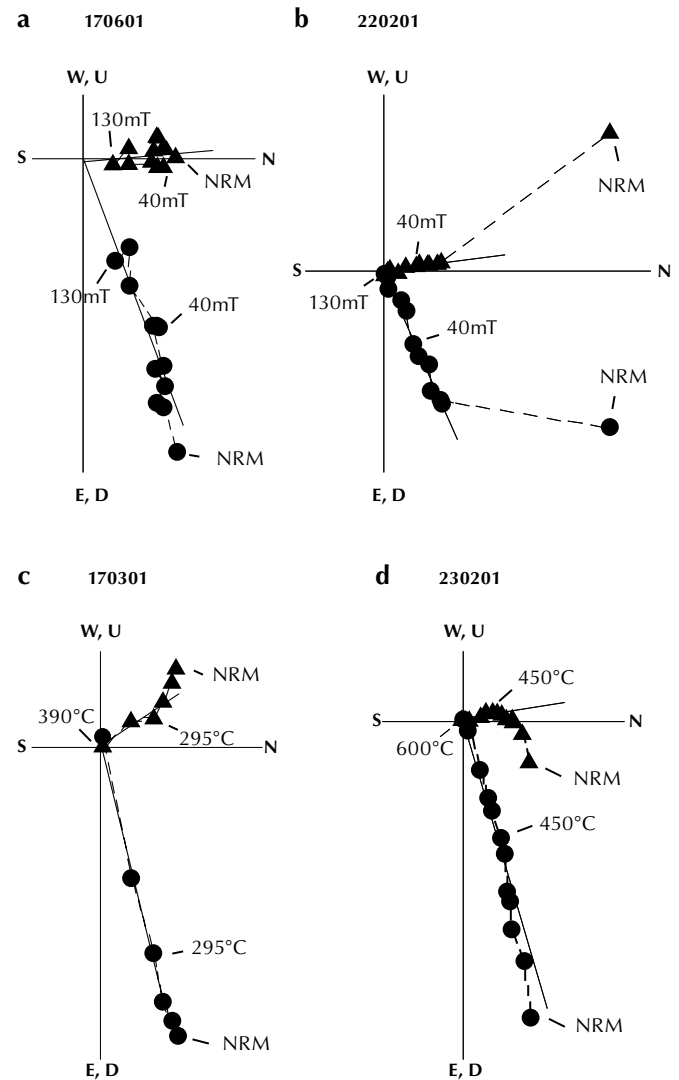 a 170601
W, U
130mT
S
N
NRM
40mT
130mT
40mT
NRM
E, D
b 220201
W, U
NRM
40mT
S
N
130mT
40mT
NRM
E, D
c 170301
W, U
NRM
390°C
295°C
S
N
295°C
NRM
E, D
d 230201
W, U
450°C
S
N
600°C
NRM
450°C
NRM
E, D